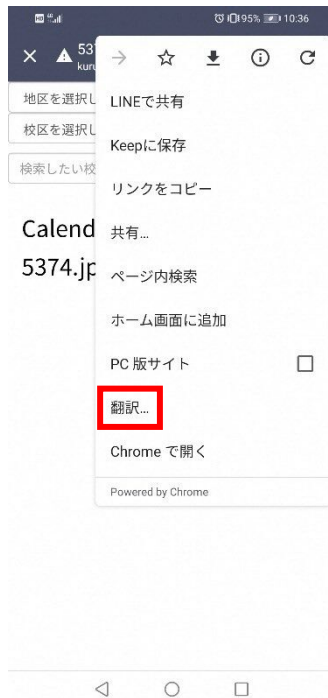 95% 10:36
53
kuru
地区を選択し
校区を選択し
検索したい校
Calend
5374.jp
LINEで共有
Keepに保存
リンクをコピー
共有...
ページ内検索
ホーム画面に追加
PC 版サイト
翻訳...
Chrome で開く
Powered by Chrome